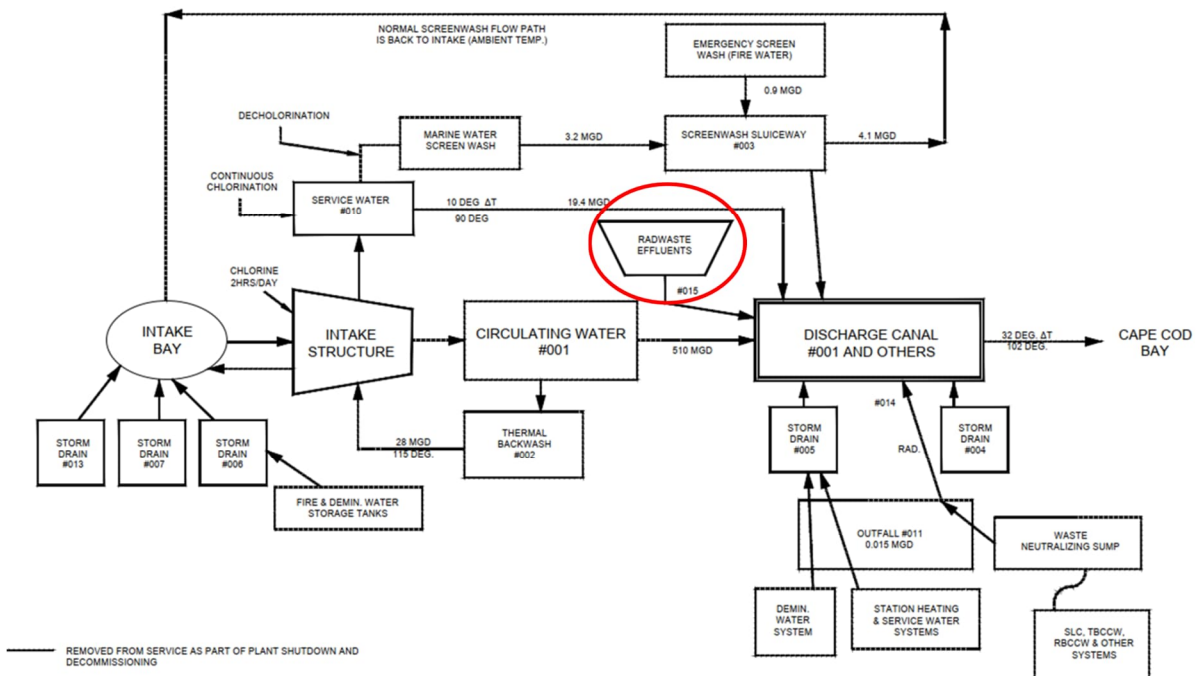 NORMAL SCREENWASH FLOW PATH
IS BACK TO INTAKE (AMBIENT TEMP.)
EMERGENCY SCREEN
WASH (FIRE WATER)
0.9 MGD
DECHOLORINATION
MARINE WATER
SCREEN WASH
3.2 MGD
SCREENWASH SLUICEWAY
#003
4.1 MGD
CONTINUOUS
CHLORINATION
SERVICE WATER
#010
10 DEG ΔT
90 DEG
19.4 MGD
RADWASTE
EFFLUENTS
#015
CHLORINE
2HRS/DAY
INTAKE
BAY
INTAKE
STRUCTURE
CIRCULATING WATER
#001
510 MGD
DISCHARGE CANAL
#001 AND OTHERS
32 DEG. ΔT
102 DEG.
CAPE COD
BAY
STORM
DRAIN
#013
STORM
DRAIN
#007
STORM
DRAIN
#006
28 MGD
115 DEG.
THERMAL
BACKWASH
#002
STORM
DRAIN
#005
#014
RAD.
STORM
DRAIN
#004
FIRE & DEMIN. WATER
STORAGE TANKS
OUTFALL #011
0.015 MGD
WASTE
NEUTRALIZING SUMP
DEMIN.
WATER
SYSTEM
STATION HEATING
& SERVICE WATER
SYSTEMS
SLC, TBCCW,
RBCCW & OTHER
SYSTEMS
REMOVED FROM SERVICE AS PART OF PLANT SHUTDOWN AND
DECOMMISSIONING